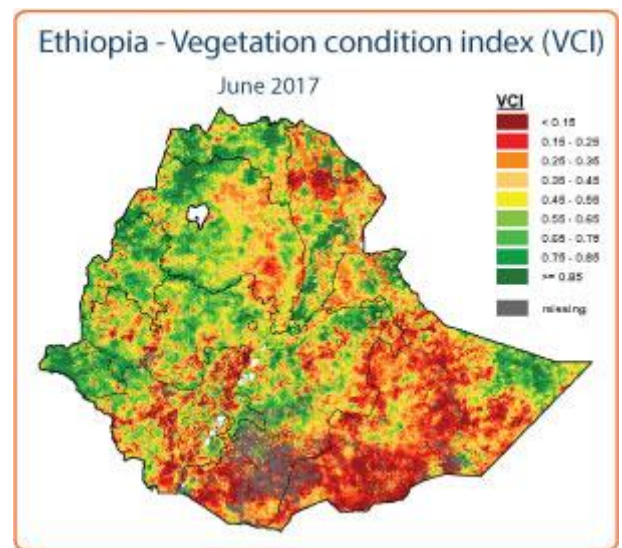 Ethiopia - Vegetation condition index (VCI)
June 2017
VCI
< 0.15
0.15 - 0.25
0.25 - 0.35
0.35 - 0.45
0.45 - 0.55
0.55 - 0.65
0.65 - 0.75
0.75 - 0.85
>= 0.85
missing